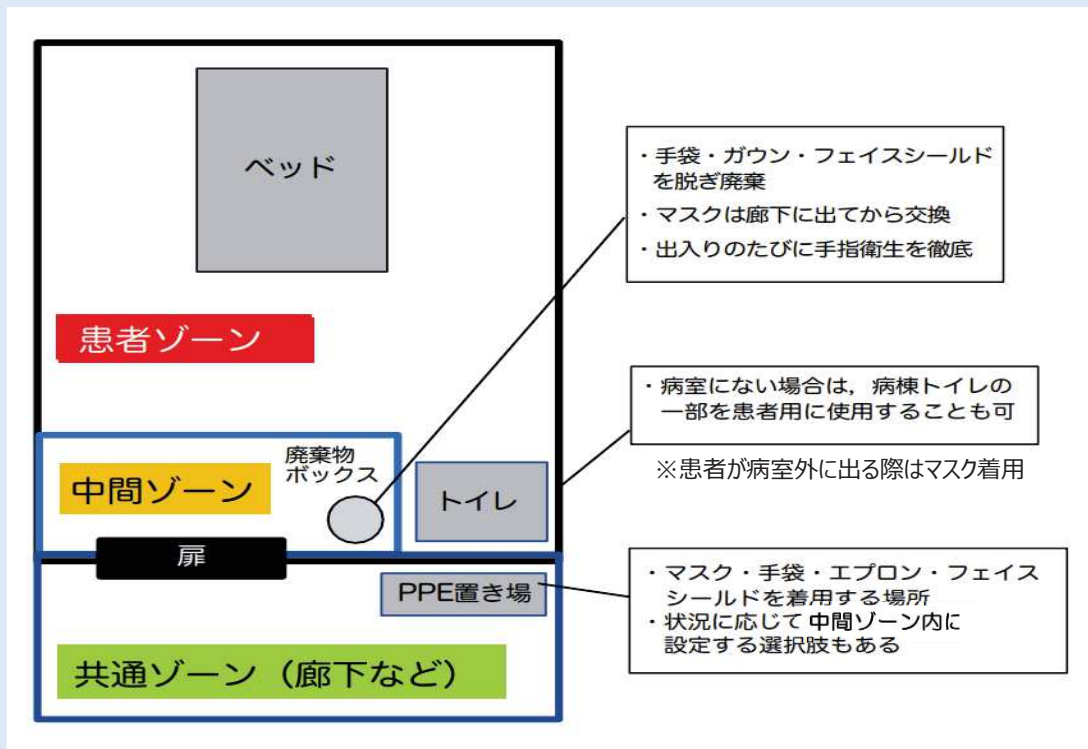 ベッド
患者ゾーン
中間ゾーン
廃棄物
ボックス
トイレ
扉
PPE置き場
共通ゾーン（廊下など）
・手袋・ガウン・フェイスシールド
を脱ぎ廃棄
・マスクは廊下に出てから交換
・出入りのたびに手指衛生を徹底
・病室にない場合は，病棟トイレの
一部を患者用に使用することも可
※患者が病室外に出る際はマスク着用
・マスク・手袋・エプロン・フェイス
シールドを着用する場所
・状況に応じて中間ゾーン内に
設定する選択肢もある